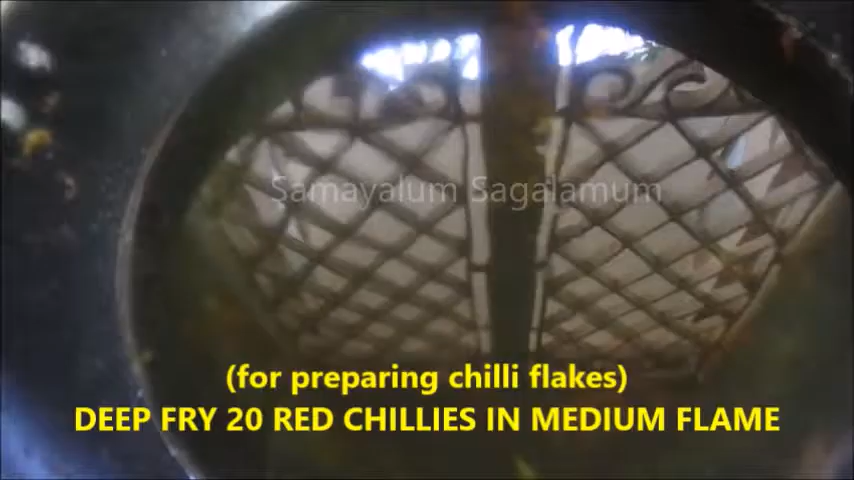 Samayalum Sagalamum
(for preparing chilli flakes)
DEEP FRY 20 RED CHILLIES IN MEDIUM FLAME